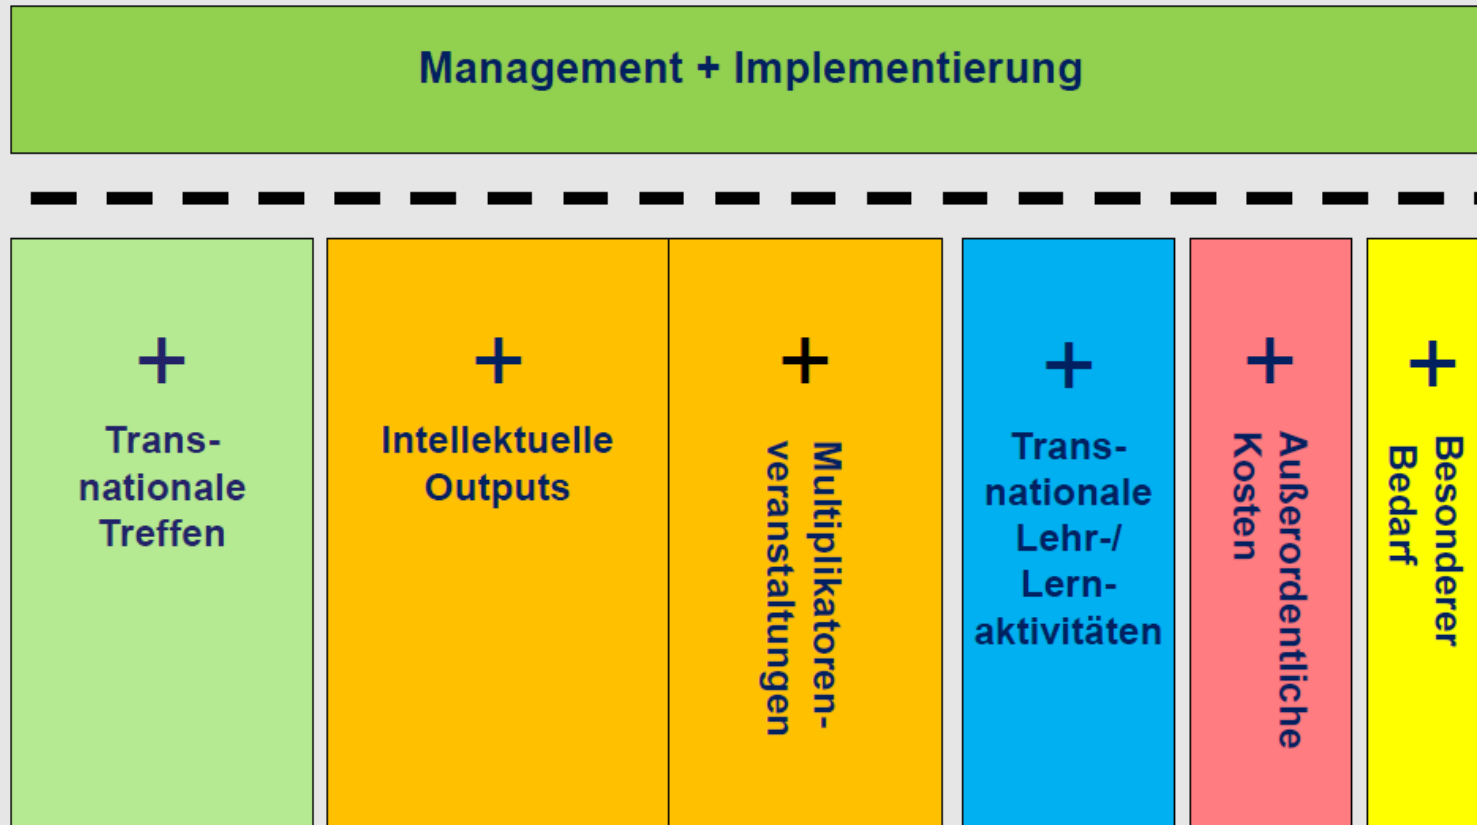 Management + Implementierung
+
Trans-
nationale
Treffen
+
Intellektuelle
Outputs
+
Multiplikatoren-
veranstaltungen
+
Trans-
nationale
Lehr-/
Lern-
aktivitäten
+
Außerordentliche
Kosten
+
Besonderer
Bedarf